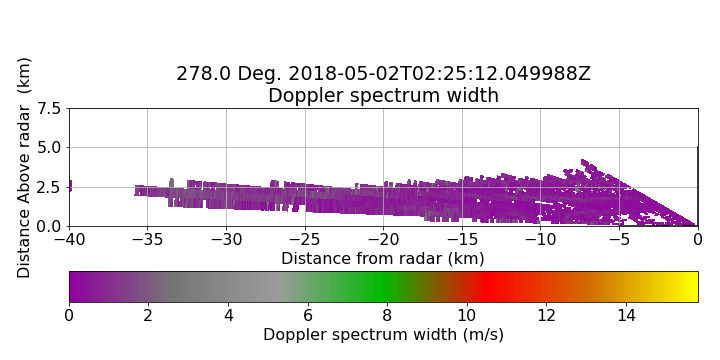 278.0 Deg. 2018-05-02T02:25:12.049988Z
Doppler spectrum width
Distance Above radar (km)
7.5
5.0
2.5
0.0
−40 −35 −30 −25 −20 −15 −10 −5 0
Distance from radar (km)
0 2 4 6 8 10 12 14
Doppler spectrum width (m/s)